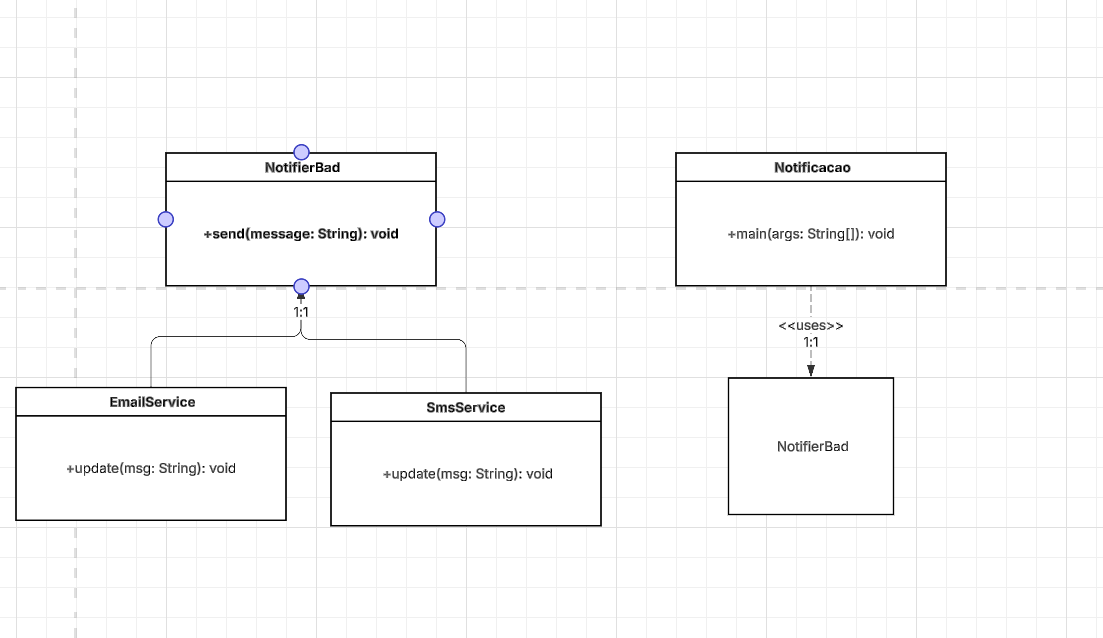 NotifierBad
+send(message: String): void
1:1
EmailService
+update(msg: String): void
SmsService
+update(msg: String): void
Notificacao
+main(args: String[]): void
<<uses>>
1:1
NotifierBad